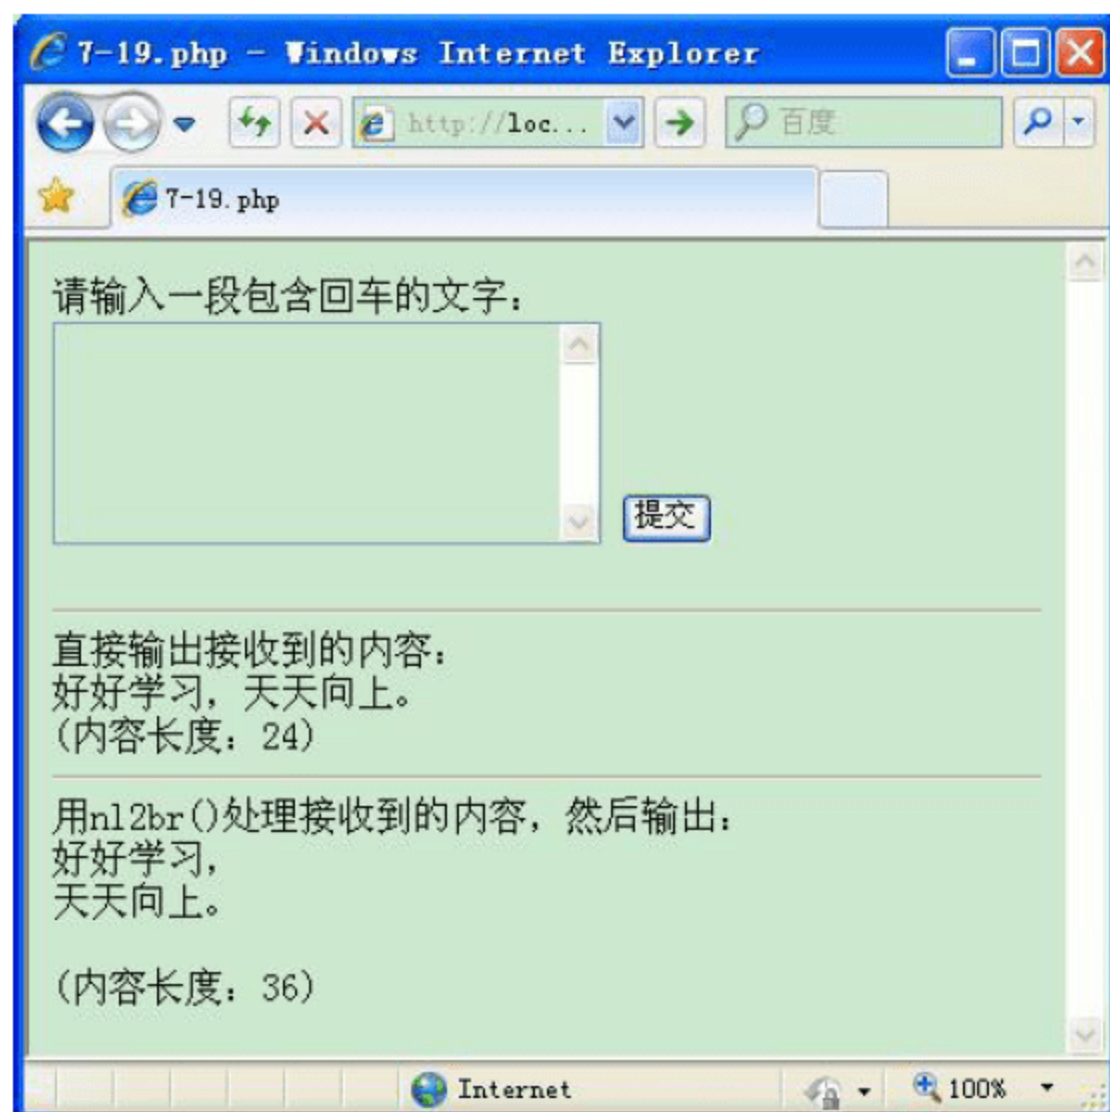 7-19.php - Windows Internet Explorer
http://loc... 百度
7-19.php
请输入一段包含回车的文字：
提交
直接输出接收到的内容：
好好学习，天天向上。
(内容长度：24)
用nl2br()处理接收到的内容，然后输出：
好好学习，
天天向上。
(内容长度：36)
Internet 100%